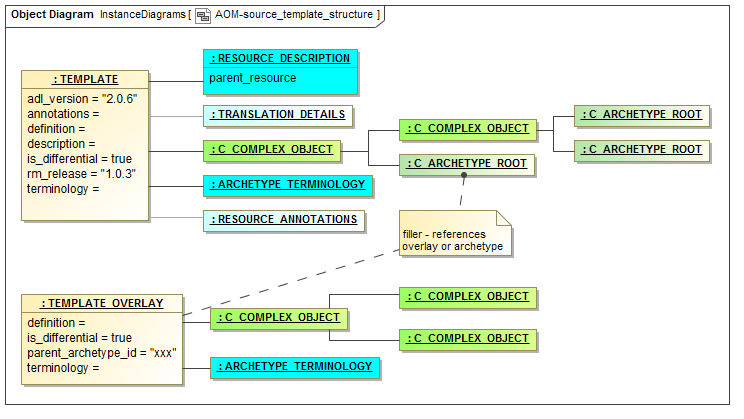 Object Diagram InstanceDiagrams [ AOM-source_template_structure ]
: TEMPLATE
adl_version = "2.0.6"
annotations =
definition =
description =
is_differential = true
rm_release = "1.0.3"
terminology =
: RESOURCE_DESCRIPTION
parent_resource
: TRANSLATION_DETAILS
: C_COMPLEX_OBJECT
: ARCHETYPE_TERMINOLOGY
: RESOURCE_ANNOTATIONS
: C_COMPLEX_OBJECT
: C_ARCHETYPE_ROOT
: C_ARCHETYPE_ROOT
: C_ARCHETYPE_ROOT
filler - references
overlay or archetype
: TEMPLATE_OVERLAY
definition =
is_differential = true
parent_archetype_id = "xxx"
terminology =
: C_COMPLEX_OBJECT
: ARCHETYPE_TERMINOLOGY
: C_COMPLEX_OBJECT
: C_COMPLEX_OBJECT